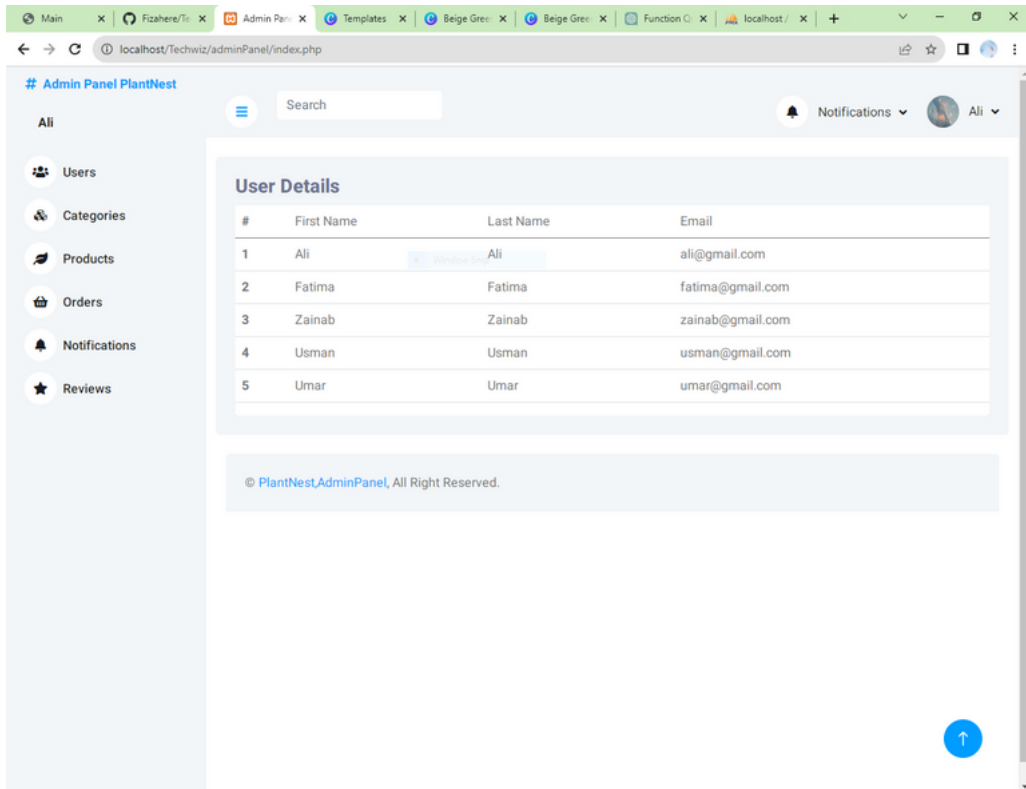 Main
Fizahere/Te
Admin Pan
Templates
Beige Gree
Beige Gree
Function Q
localhost /
localhost/Techwiz/adminPanel/index.php
# Admin Panel PlantNest
Ali
Search
Notifications
Ali
Users
Categories
Products
Orders
Notifications
Reviews
User Details
# First Name Last Name Email
1 Ali Ali ali@gmail.com
2 Fatima Fatima fatima@gmail.com
3 Zainab Zainab zainab@gmail.com
4 Usman Usman usman@gmail.com
5 Umar Umar umar@gmail.com
© PlantNest,AdminPanel, All Right Reserved.